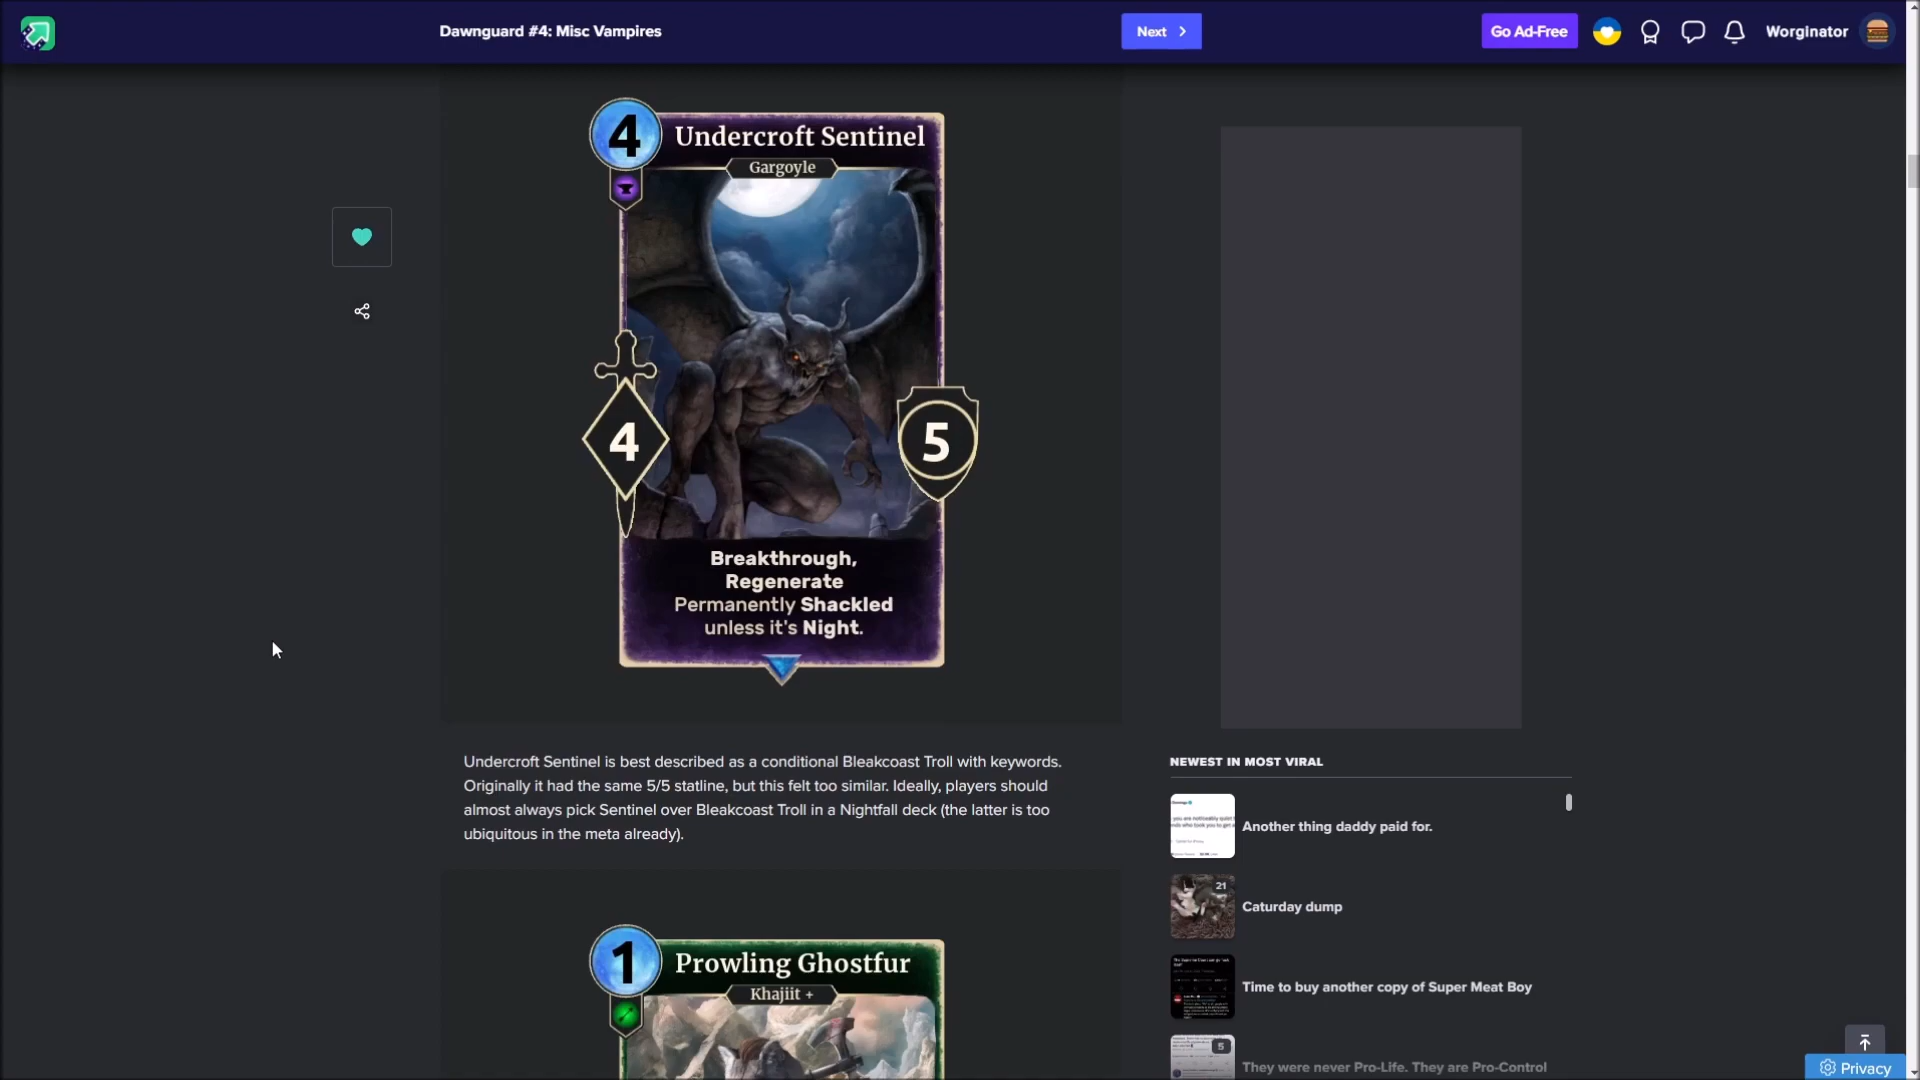 Dawnguard #4: Misc Vampires
Next
Go Ad-Free
Worginator
4
Undercroft Sentinel
Gargoyle
4
5
Breakthrough,
Regenerate
Permanently Shackled
unless it's Night.
Undercroft Sentinel is best described as a conditional Bleakcoast Troll with keywords.
Originally it had the same 5/5 statline, but this felt too similar. Ideally, players should
almost always pick Sentinel over Bleakcoast Troll in a Nightfall deck (the latter is too
ubiquitous in the meta already).
1
Prowling Ghostfur
Khajiit +
NEWEST IN MOST VIRAL
Another thing daddy paid for.
21
Caturday dump
Time to buy another copy of Super Meat Boy
5
They were never Pro-Life. They are Pro-Control
Privacy